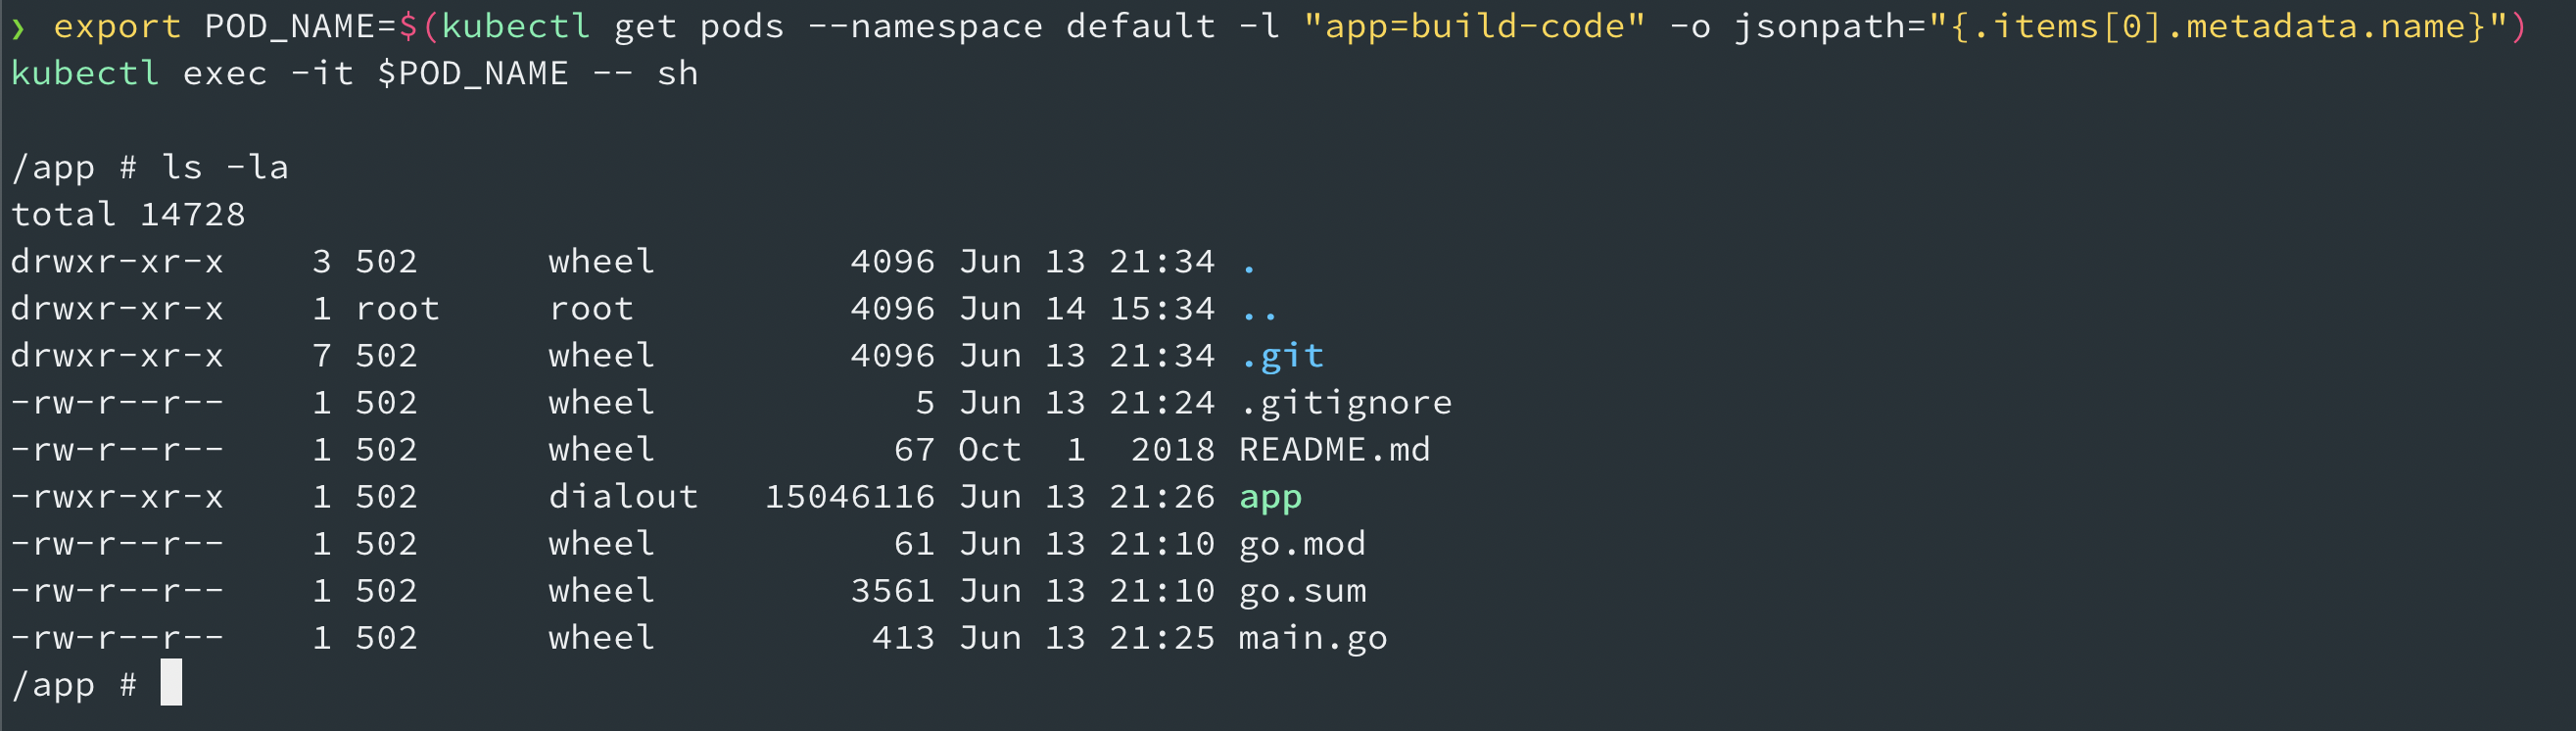 ❯ export POD_NAME=$(kubectl get pods --namespace default -l "app=build-code" -o jsonpath="{.items[0].metadata.name}")
kubectl exec -it $POD_NAME -- sh
/app # ls -la
total 14728
drwxr-xr-x    3 502      wheel         4096 Jun 13 21:34 .
drwxr-xr-x    1 root     root          4096 Jun 14 15:34 ..
drwxr-xr-x    7 502      wheel         4096 Jun 13 21:34 .git
-rw-r--r--    1 502      wheel            5 Jun 13 21:24 .gitignore
-rw-r--r--    1 502      wheel           67 Oct  1  2018 README.md
-rwxr-xr-x    1 502      dialout   15046116 Jun 13 21:26 app
-rw-r--r--    1 502      wheel           61 Jun 13 21:10 go.mod
-rw-r--r--    1 502      wheel         3561 Jun 13 21:10 go.sum
-rw-r--r--    1 502      wheel          413 Jun 13 21:25 main.go
/app #